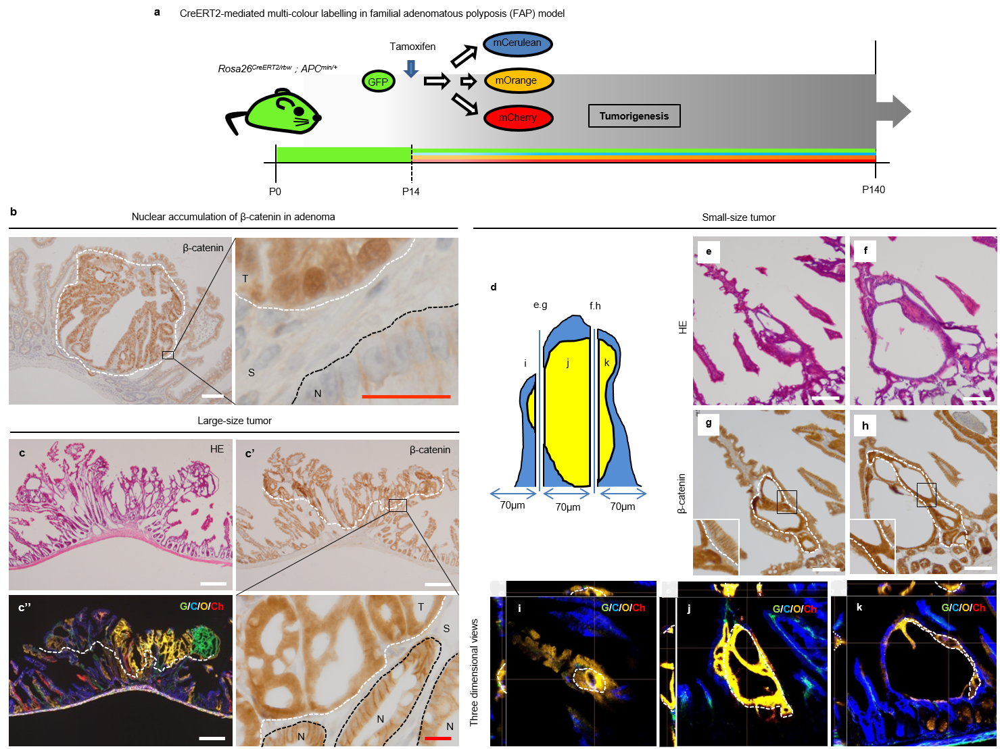 a CreERT2-mediated multi-colour labelling in familial adenomatous polyposis (FAP) model
Tamoxifen
Rosa26CreERT2/rbw ; APCmin/+
GFP
mCerulean
mOrange
mCherry
Tumorigenesis
P0
P14
P140
b
Nuclear accumulation of β-catenin in adenoma
β-catenin
T
S
N
Large-size tumor
c
HE
c’
β-catenin
c’’
G/C/O/Ch
T
S
N
N
N
Small-size tumor
d
e.g
f.h
i
j
k
70μm
70μm
70μm
HE
e
f
β-catenin
g
h
Three dimensional views
i
G/C/O/Ch
j
G/C/O/Ch
k
G/C/O/Ch